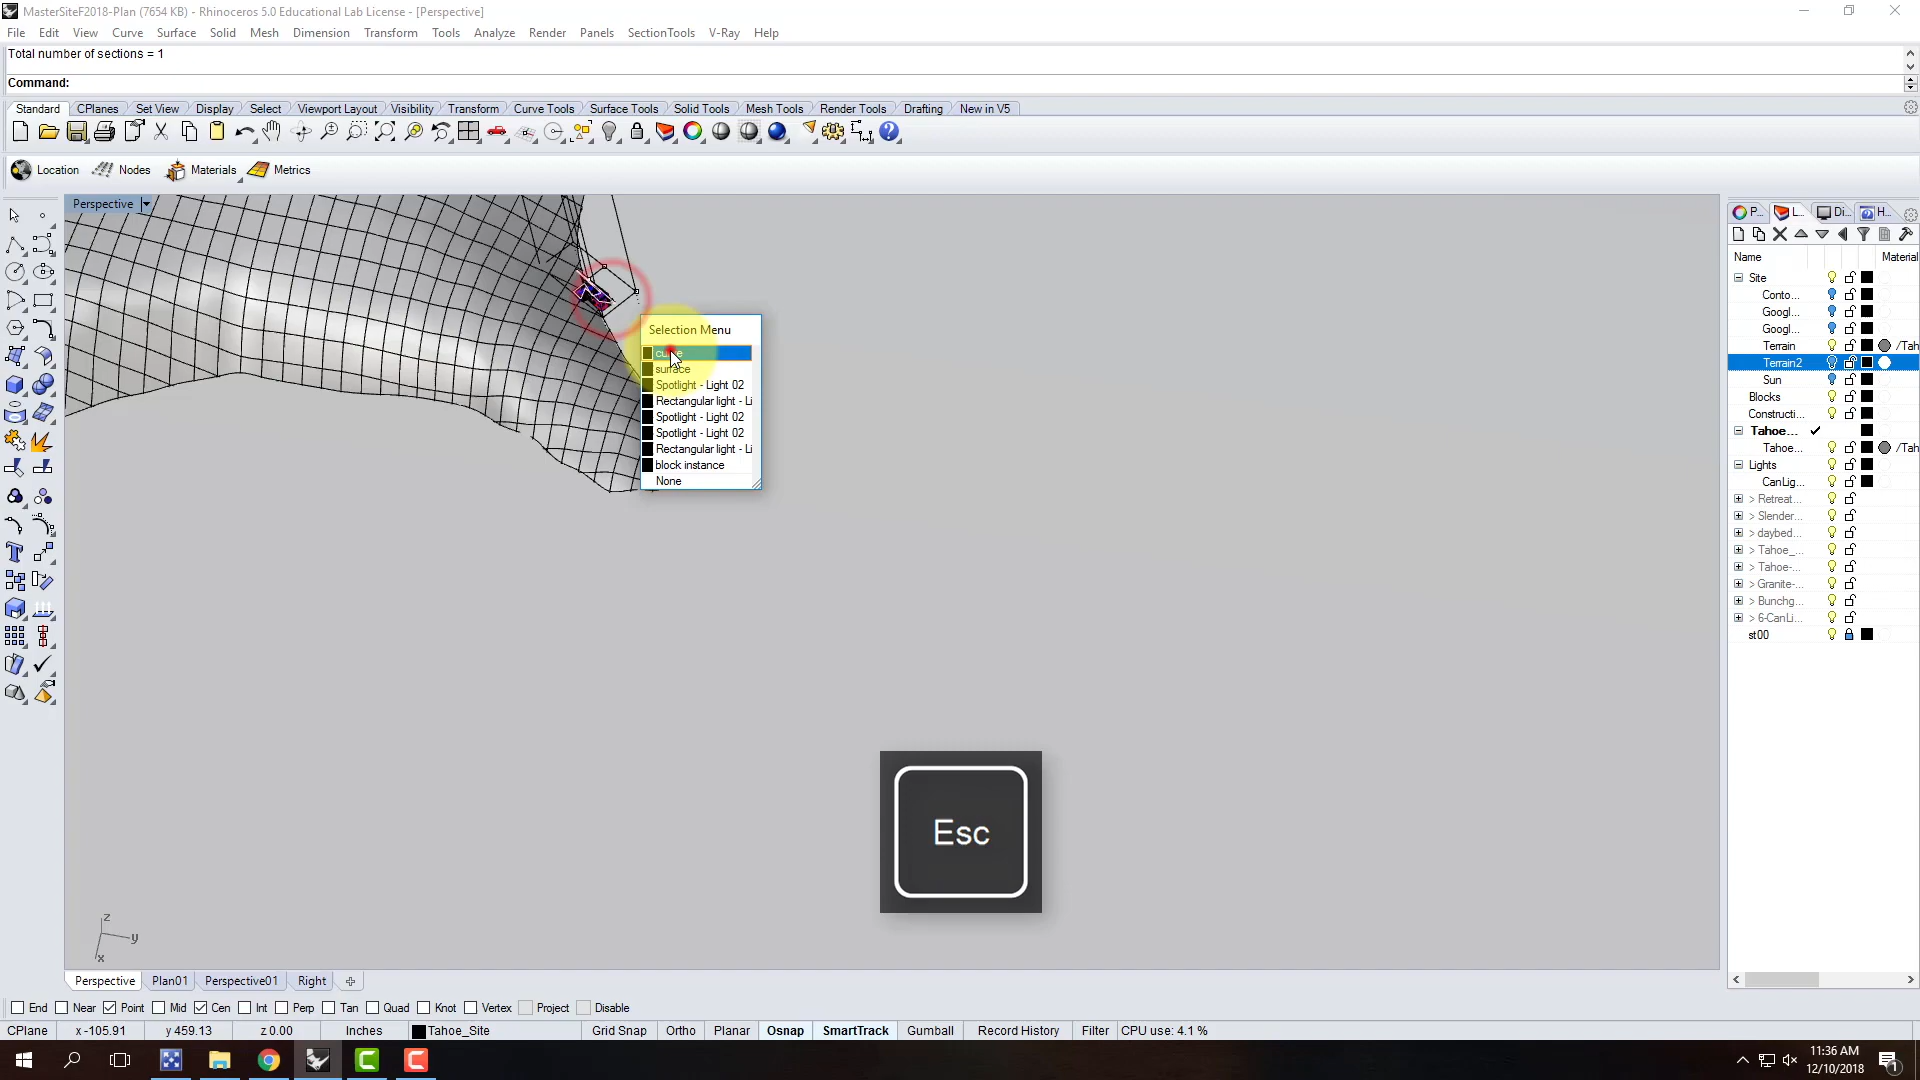 MasterSiteF2018-Plan (7654 KB) - Rhinoceros 5.0 Educational Lab License - [Perspective]
File Edit View Curve Surface Solid Mesh Dimension Transform Tools Analyze Render Panels SectionTools V-Ray Help
Total number of sections = 1
Command:
Standard CPlanes Set View Display Select Viewport Layout Visibility Transform Curve Tools Surface Tools Solid Tools Mesh Tools Render Tools Drafting New in V5
Location Nodes Materials Metrics
Perspective
P... L... Di... H...
Name Material
Site
Conto...
Googl...
Googl...
Terrain /Tah
Terrain2
Sun
Blocks
Constructi...
Tahoe...
Tahoe... /Tah
Lights
CanLig...
> Retreat...
> Slender...
> daybed...
> Tahoe_...
> Tahoe-...
> Granite-...
> Bunchg...
> 6-CanLi...
st00
Selection Menu
curve
surface
Spotlight - Light 02
Rectangular light - Li
Spotlight - Light 02
Spotlight - Light 02
Rectangular light - Li
block instance
None
Esc
z
y
x
Perspective Plan01 Perspective01 Right
End Near Point Mid Cen Int Perp Tan Quad Knot Vertex Project Disable
CPlane x -105.91 y 459.13 z 0.00 Inches Tahoe_Site Grid Snap Ortho Planar Osnap SmartTrack Gumball Record History Filter CPU use: 4.1 %
11:36 AM
12/10/2018
1